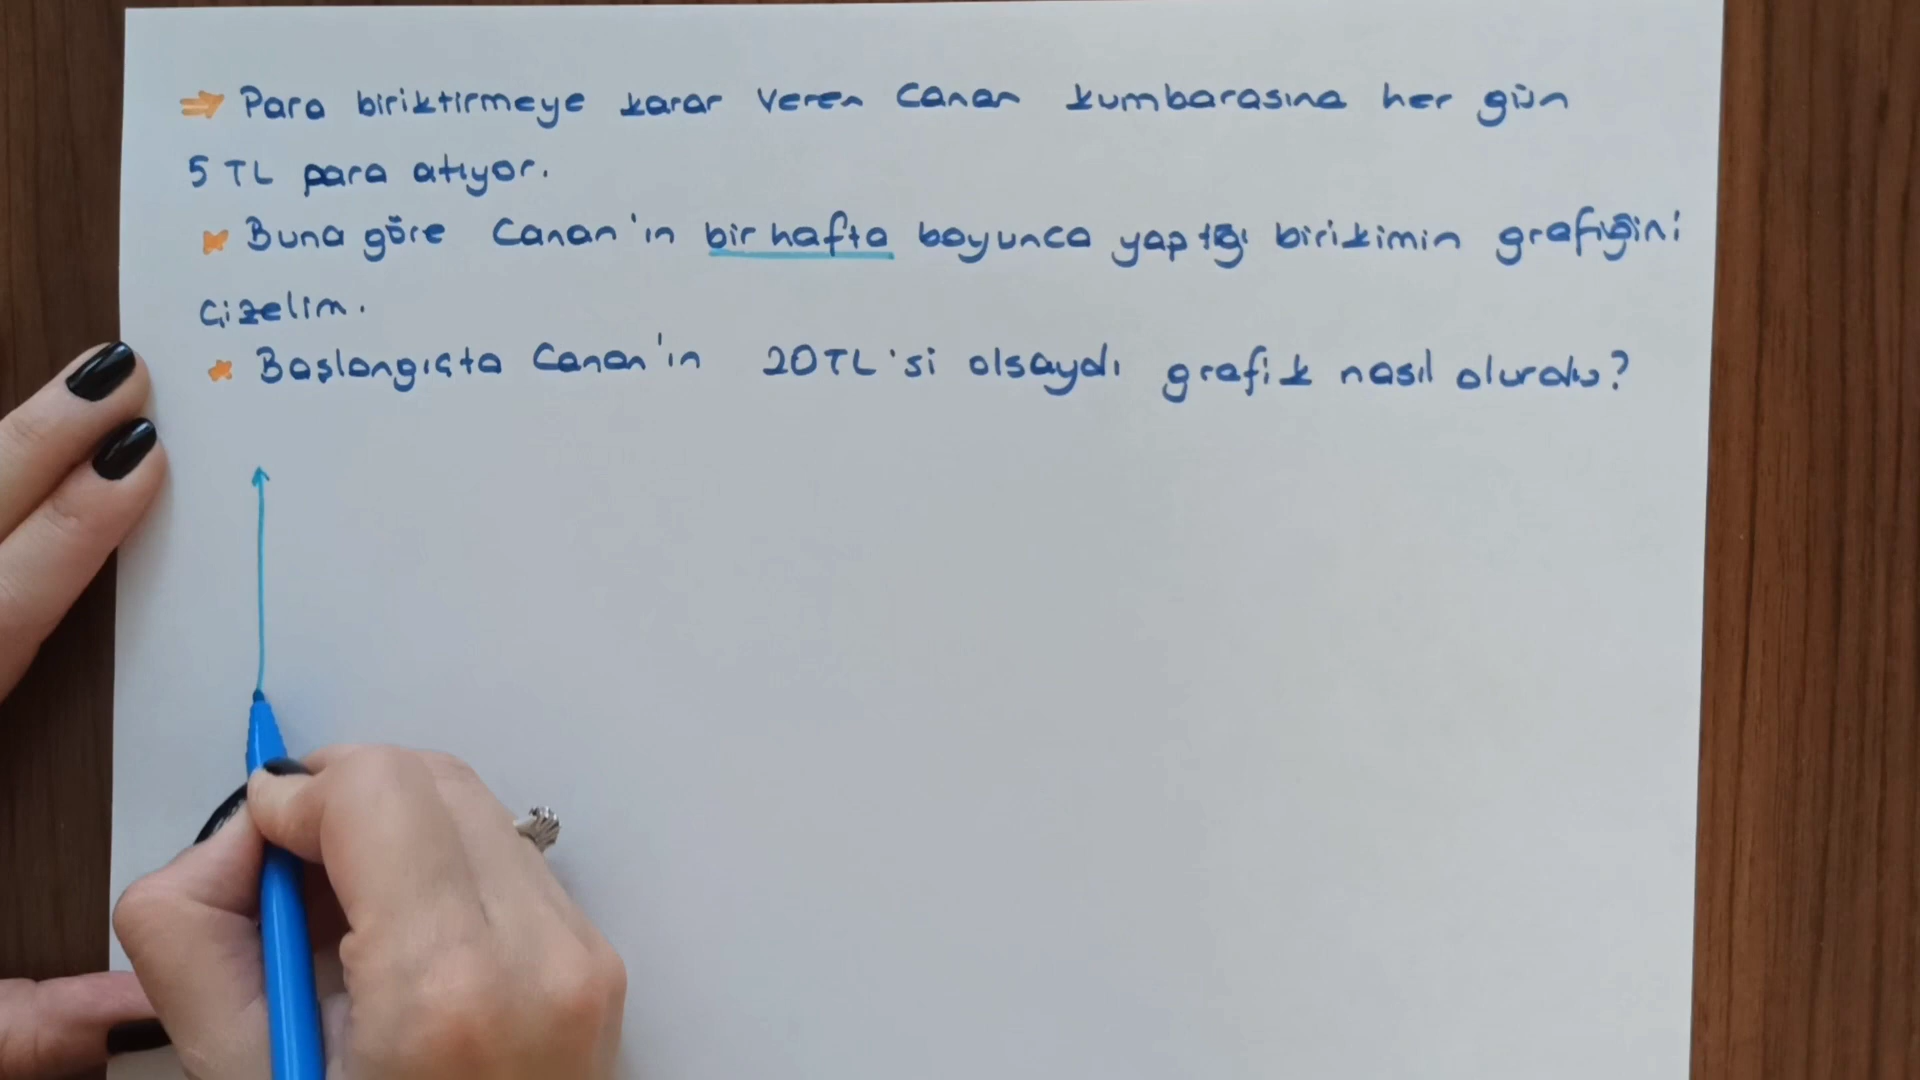 ⇒ Para biriktirmeye karar veren Canan kumbarasına her gün
5 TL para atıyor.
* Buna göre Canan'ın bir hafta boyunca yaptığı birikimin grafiğini
çizelim.
* Başlangıçta Canan'ın 20TL'si olsaydı grafik nasıl olurdu?